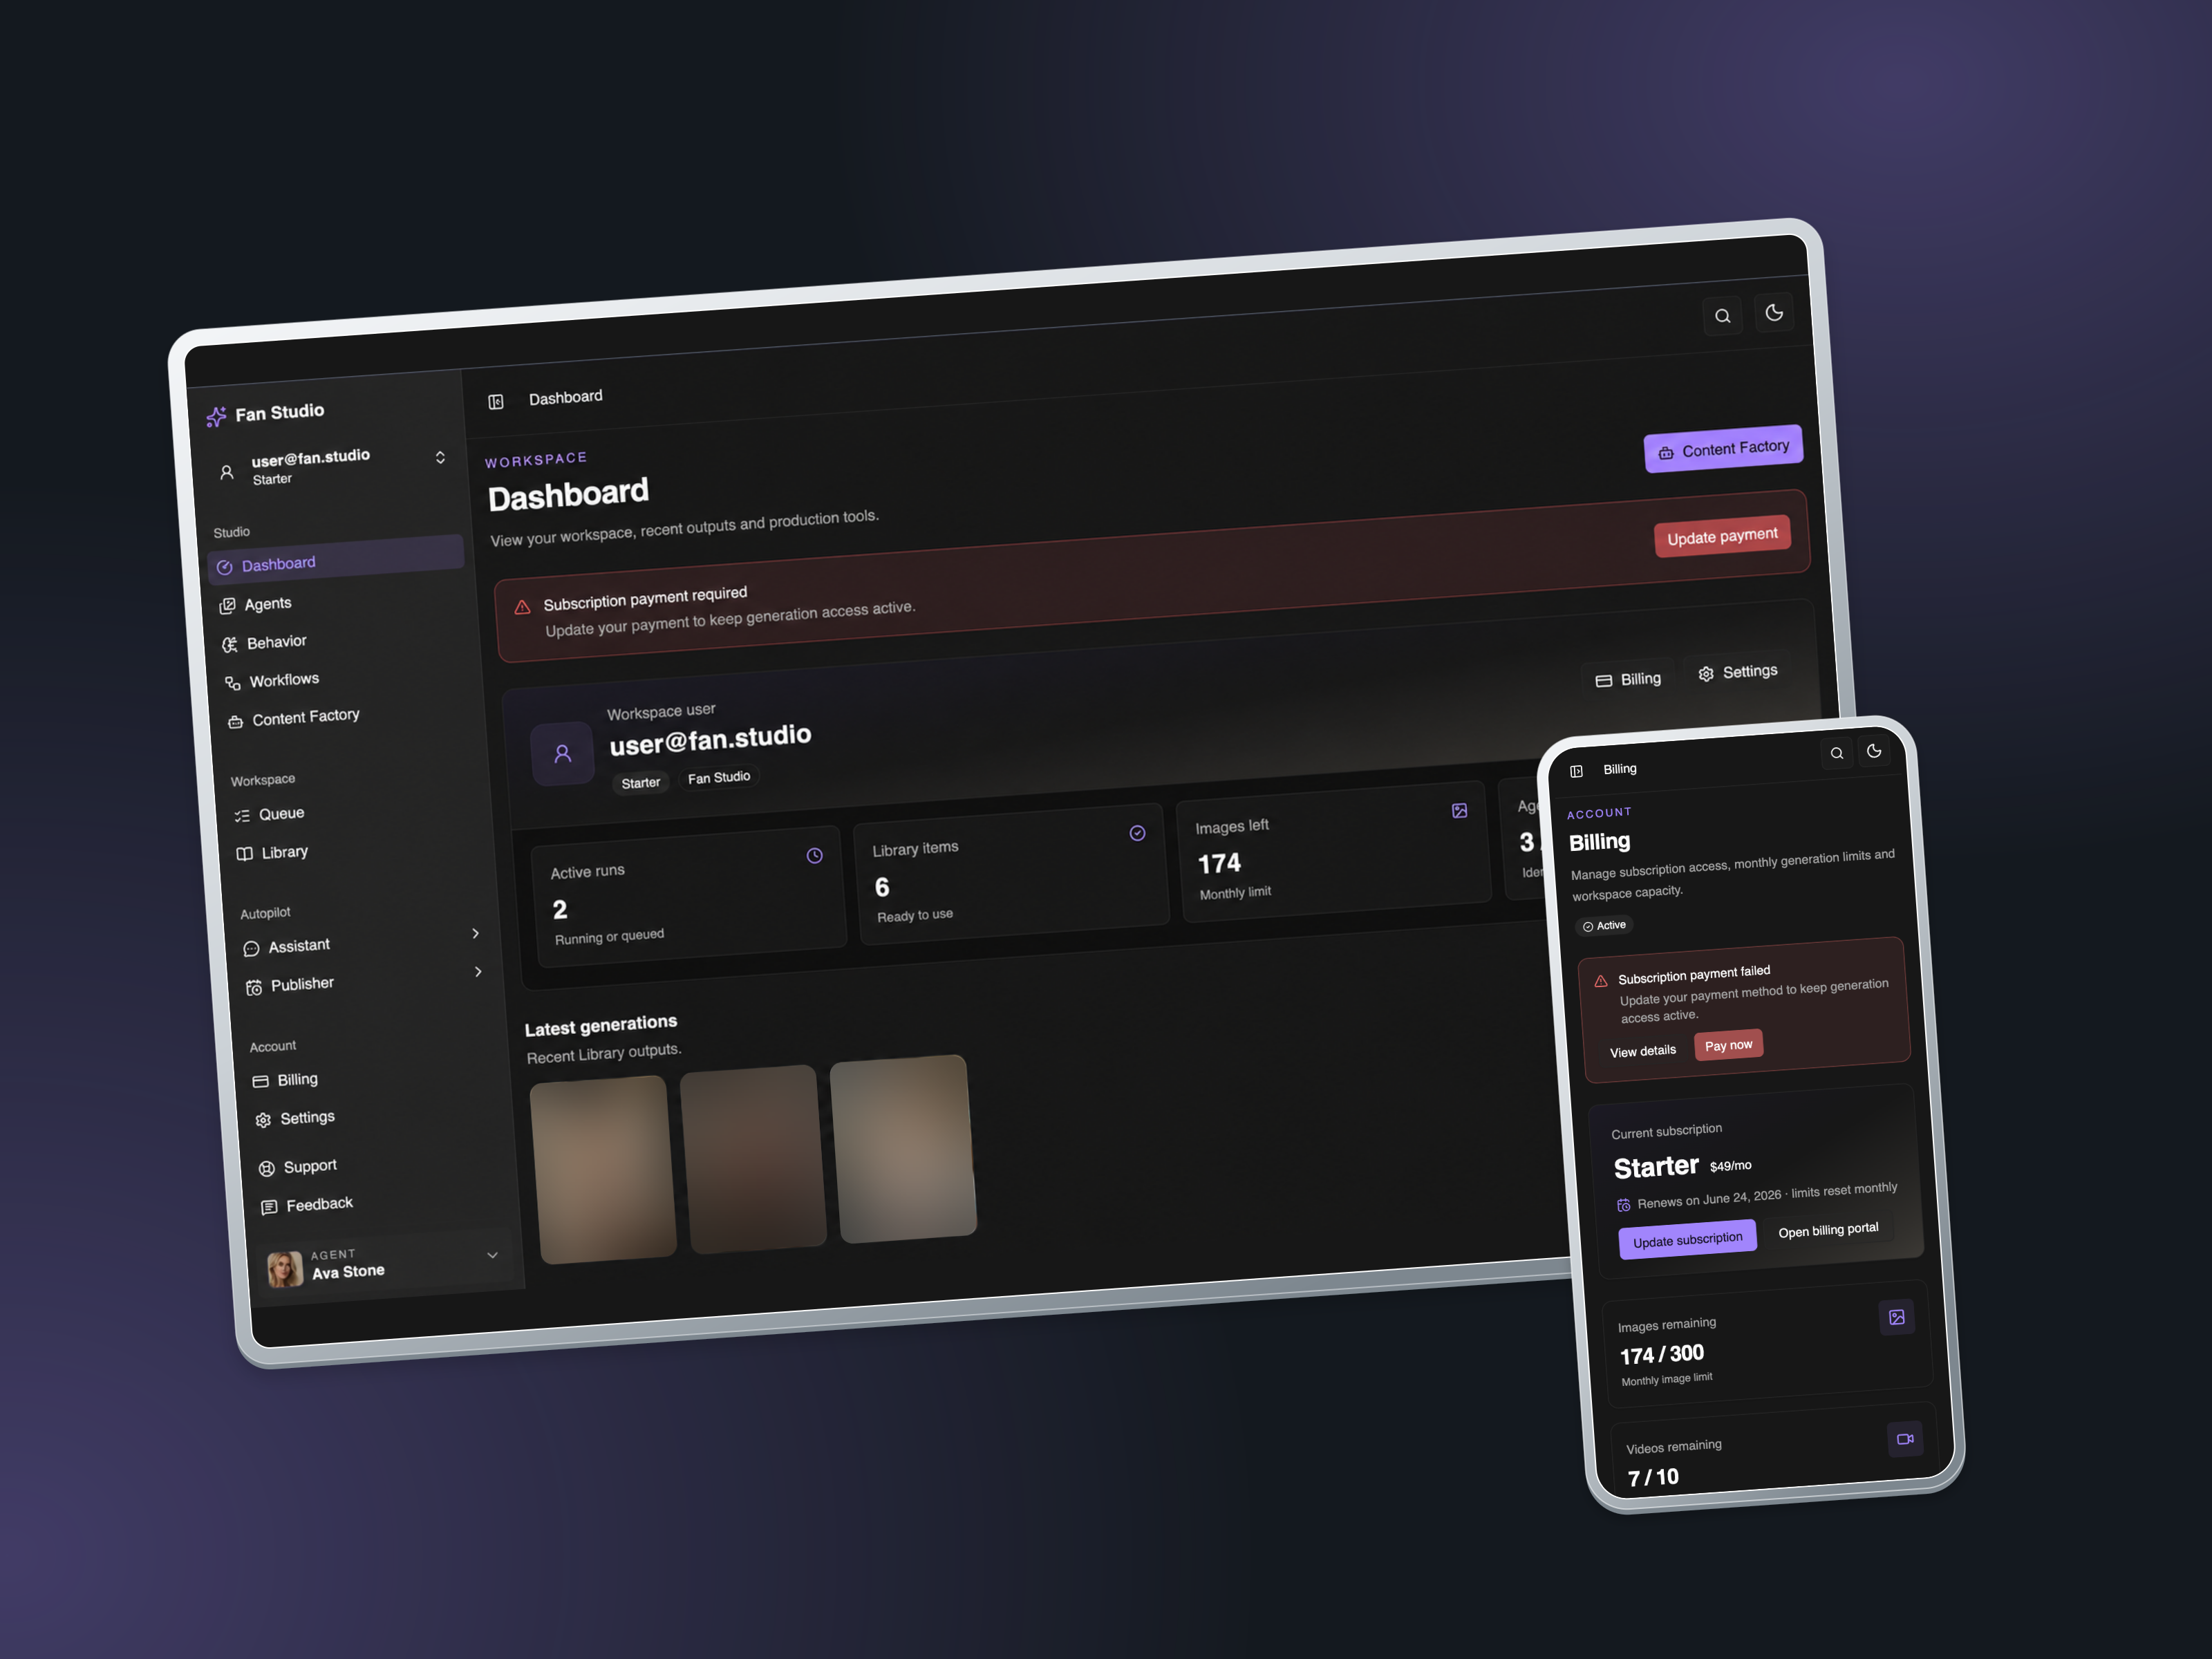 Fan Studio
user@fan.studio
Starter
Studio
Dashboard
Agents
Behavior
Workflows
Content Factory
Workspace
Queue
Library
Autopilot
Assistant
Publisher
Account
Billing
Settings
Support
Feedback
AGENT
Ava Stone
Dashboard
WORKSPACE
Dashboard
View your workspace, recent outputs and production tools.
Content Factory
Subscription payment required
Update your payment to keep generation access active.
Update payment
Workspace user
user@fan.studio
Starter
Fan Studio
Billing
Settings
Active runs
2
Running or queued
Library items
6
Ready to use
Images left
174
Monthly limit
3
Latest generations
Recent Library outputs.
Billing
ACCOUNT
Billing
Manage subscription access, monthly generation limits and
workspace capacity.
Active
Subscription payment failed
Update your payment method to keep generation
access active.
View details
Pay now
Current subscription
Starter $49/mo
Renews on June 24, 2026 · limits reset monthly
Update subscription
Open billing portal
Images remaining
174 / 300
Monthly image limit
Videos remaining
7 / 10